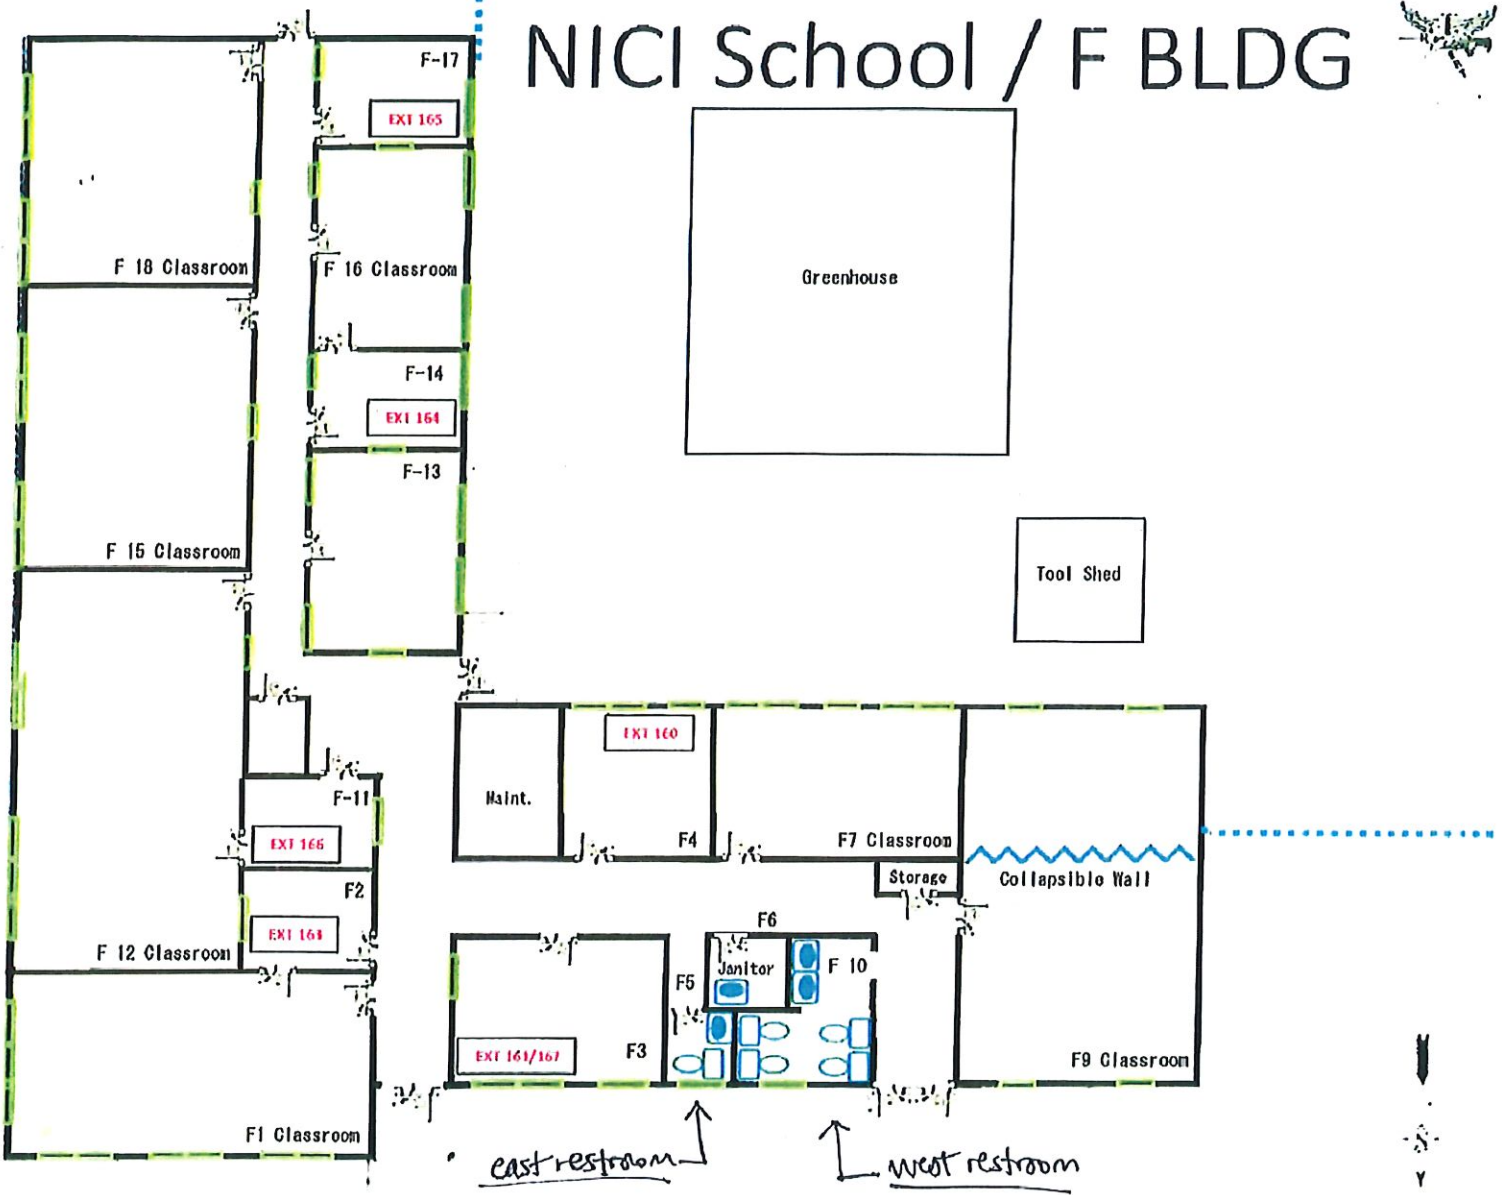 NICI School / F BLDG
F-17
EXT 165
F 18 Classroom
F 16 Classroom
Greenhouse
F-14
EXT 164
F-13
F 15 Classroom
Tool Shed
EXT 160
Maint.
F4
F7 Classroom
F-11
EXT 166
Storage
Collapsible Wall
F2
F6
F 12 Classroom
Janitor
F 10
F5
F3
EXT 161/167
F9 Classroom
F1 Classroom
S
east restroom
west restroom